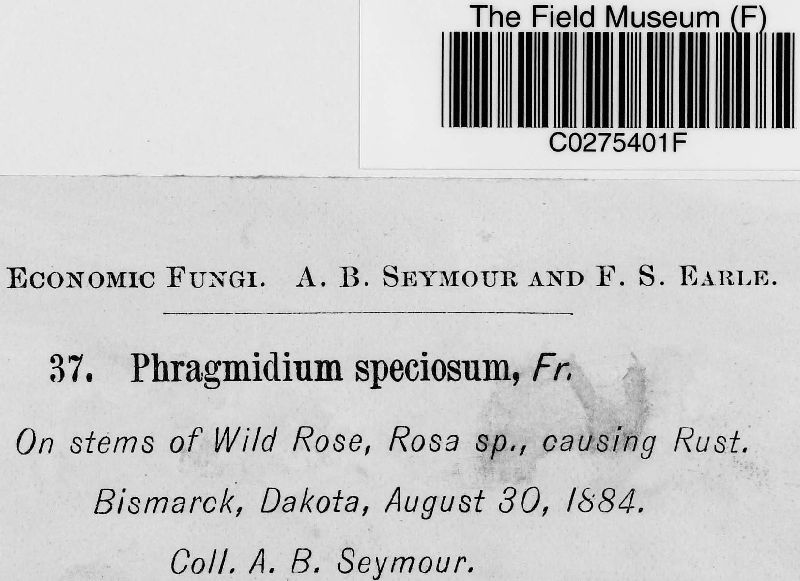 The Field Museum (F)
C0275401F
ECONOMIC FUNGI. A. B. SEYMOUR AND F. S. EARLE.
37. Phragmidium speciosum, Fr.
On stems of Wild Rose, Rosa sp., causing Rust.
Bismarck, Dakota, August 30, 1884.
Coll. A. B. Seymour.